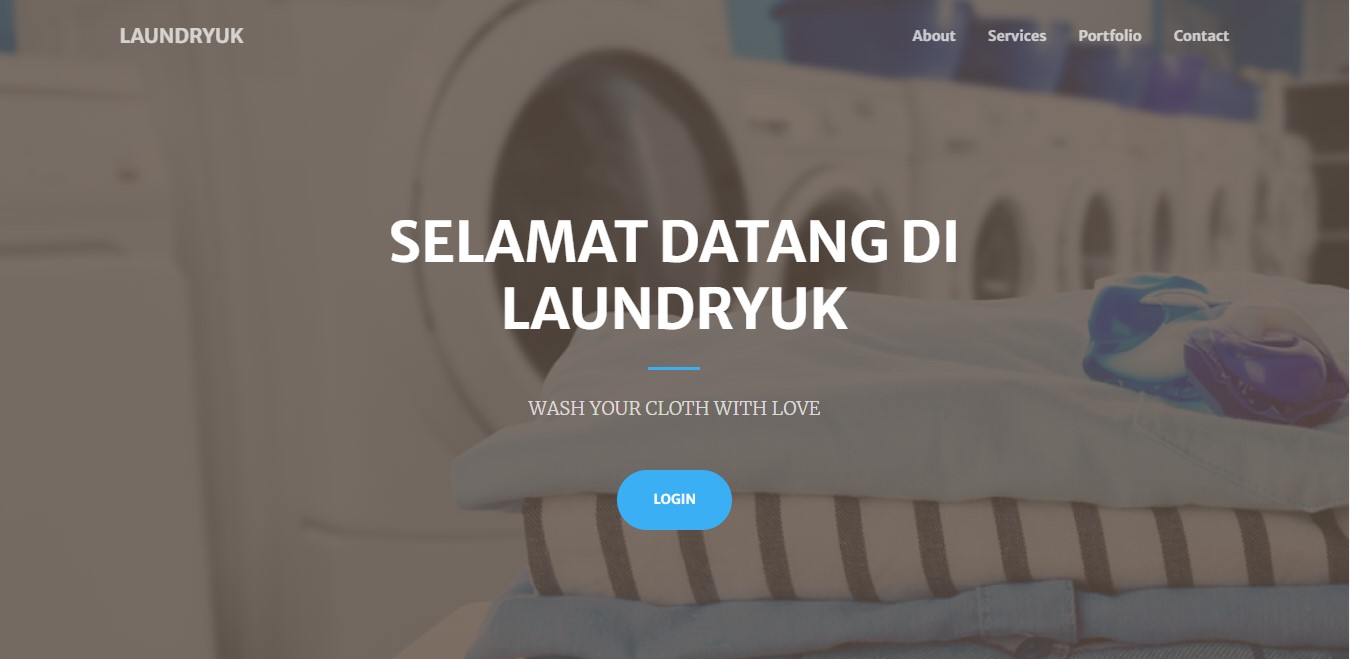 LAUNDRYUK
About Services Portfolio Contact
SELAMAT DATANG DI
LAUNDRYUK
WASH YOUR CLOTH WITH LOVE
LOGIN